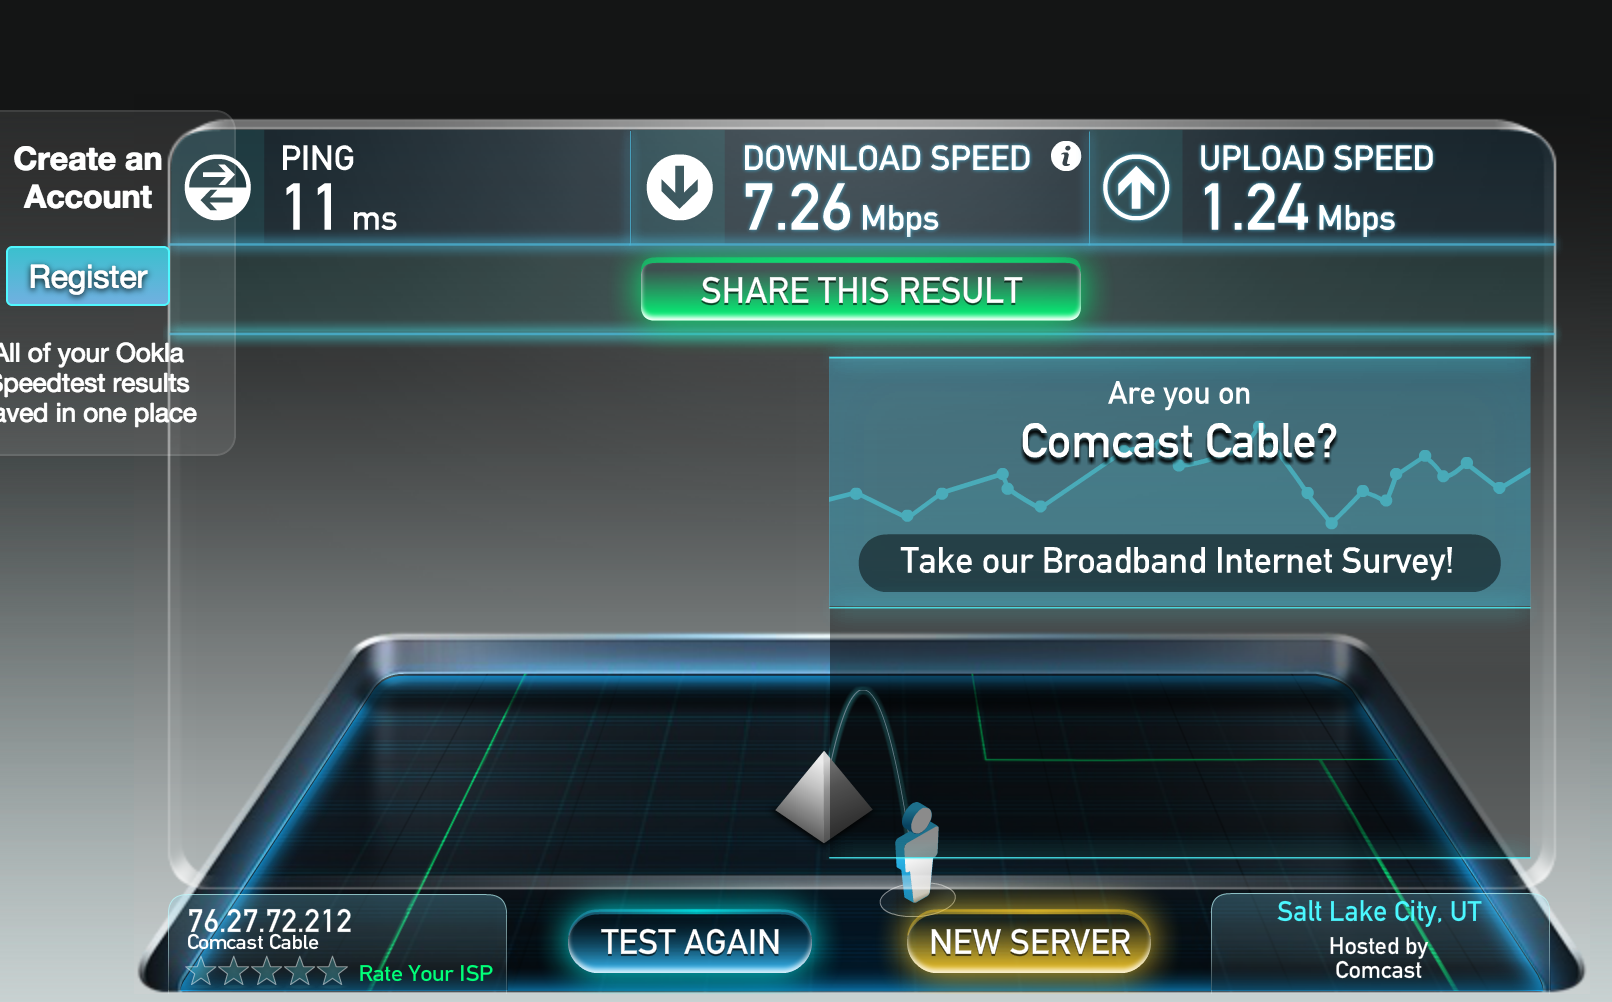 Create an
Account
Register
All of your Ookla
Speedtest results
aved in one place
PING
11 ms
DOWNLOAD SPEED
7.26 Mbps
UPLOAD SPEED
1.24 Mbps
SHARE THIS RESULT
Are you on
Comcast Cable?
Take our Broadband Internet Survey!
76.27.72.212
Comcast Cable
Rate Your ISP
TEST AGAIN
NEW SERVER
Salt Lake City, UT
Hosted by
Comcast